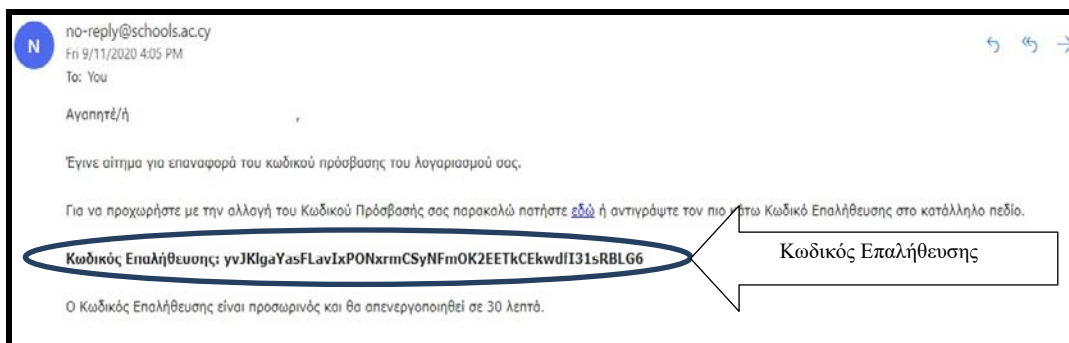 N
no-reply@schools.ac.cy
Fri 9/11/2020 4:05 PM
To: You
Αγαπητέ/ή ,
Έγινε αίτημα για επαναφορά του κωδικού πρόσβασης του λογαριασμού σας.
Για να προχωρήστε με την αλλαγή του Κωδικού Πρόσβασής σας παρακαλώ πατήστε εδώ ή αντιγράψτε τον πιο κάτω Κωδικό Επαλήθευσης στο κατάλληλο πεδίο.
Κωδικός Επαλήθευσης: yvJKlgaYasFLavIxPONxrmCSyNFmOK2EETkCEkwdfI31sRBLG6
Κωδικός Επαλήθευσης
Ο Κωδικός Επαλήθευσης είναι προσωρινός και θα απενεργοποιηθεί σε 30 λεπτά.